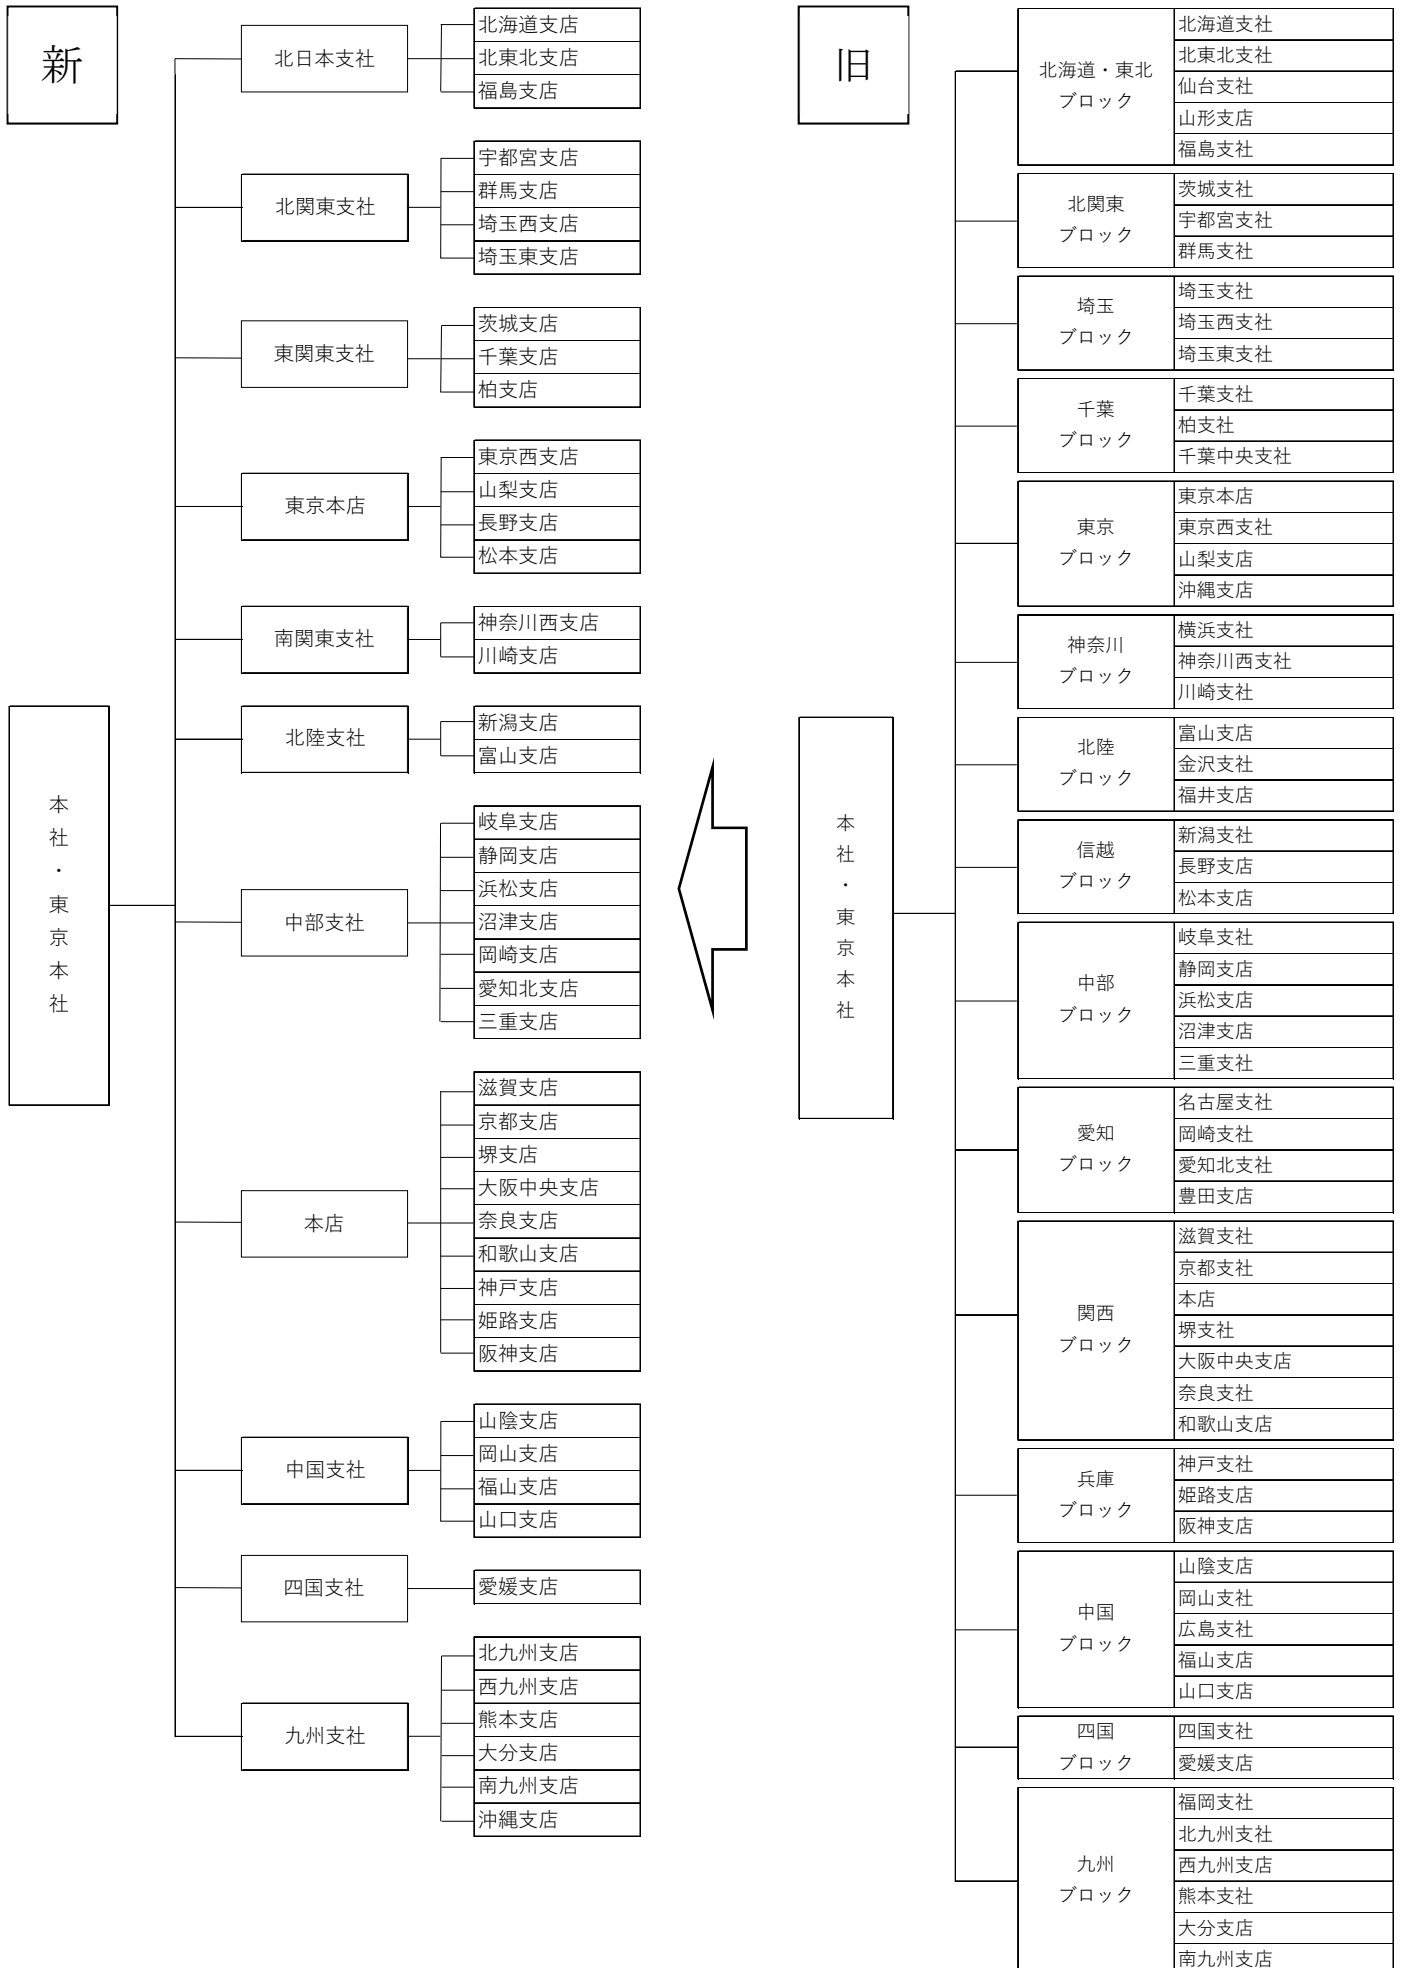 新
北日本支社
北海道支店
北東北支店
福島支店
北関東支社
宇都宮支店
群馬支店
埼玉西支店
埼玉東支店
東関東支社
茨城支店
千葉支店
柏支店
東京本店
東京西支店
山梨支店
長野支店
松本支店
南関東支社
神奈川西支店
川崎支店
北陸支社
新潟支店
富山支店
本社・東京本社
中部支社
岐阜支店
静岡支店
浜松支店
沼津支店
岡崎支店
愛知北支店
三重支店
本店
滋賀支店
京都支店
堺支店
大阪中央支店
奈良支店
和歌山支店
神戸支店
姫路支店
阪神支店
中国支社
山陰支店
岡山支店
福山支店
山口支店
四国支社
愛媛支店
九州支社
北九州支店
西九州支店
熊本支店
大分支店
南九州支店
沖縄支店
旧
北海道・東北
ブロック
北海道支社
北東北支社
仙台支社
山形支店
福島支社
北関東
ブロック
茨城支社
宇都宮支社
群馬支社
埼玉
ブロック
埼玉支社
埼玉西支社
埼玉東支社
千葉
ブロック
千葉支社
柏支社
千葉中央支社
東京
ブロック
東京本店
東京西支社
山梨支店
沖縄支店
神奈川
ブロック
横浜支社
神奈川西支社
川崎支社
北陸
ブロック
富山支店
金沢支社
福井支店
本社・東京本社
信越
ブロック
新潟支社
長野支店
松本支店
中部
ブロック
岐阜支社
静岡支店
浜松支店
沼津支店
三重支社
愛知
ブロック
名古屋支社
岡崎支社
愛知北支社
豊田支店
関西
ブロック
滋賀支社
京都支社
本店
堺支社
大阪中央支店
奈良支社
和歌山支店
兵庫
ブロック
神戸支社
姫路支店
阪神支店
中国
ブロック
山陰支店
岡山支社
広島支社
福山支店
山口支店
四国
ブロック
四国支社
愛媛支店
九州
ブロック
福岡支社
北九州支社
西九州支店
熊本支社
大分支店
南九州支店